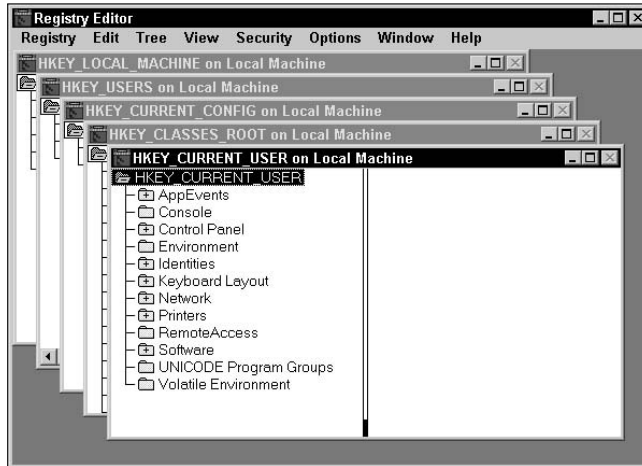 Registry Editor
Registry Edit Tree View Security Options Window Help
HKEY_LOCAL_MACHINE on Local Machine
HKEY_USERS on Local Machine
HKEY_CURRENT_CONFIG on Local Machine
HKEY_CLASSES_ROOT on Local Machine
HKEY_CURRENT_USER on Local Machine
HKEY_CURRENT_USER
AppEvents
Console
Control Panel
Environment
Identities
Keyboard Layout
Network
Printers
RemoteAccess
Software
UNICODE Program Groups
Volatile Environment